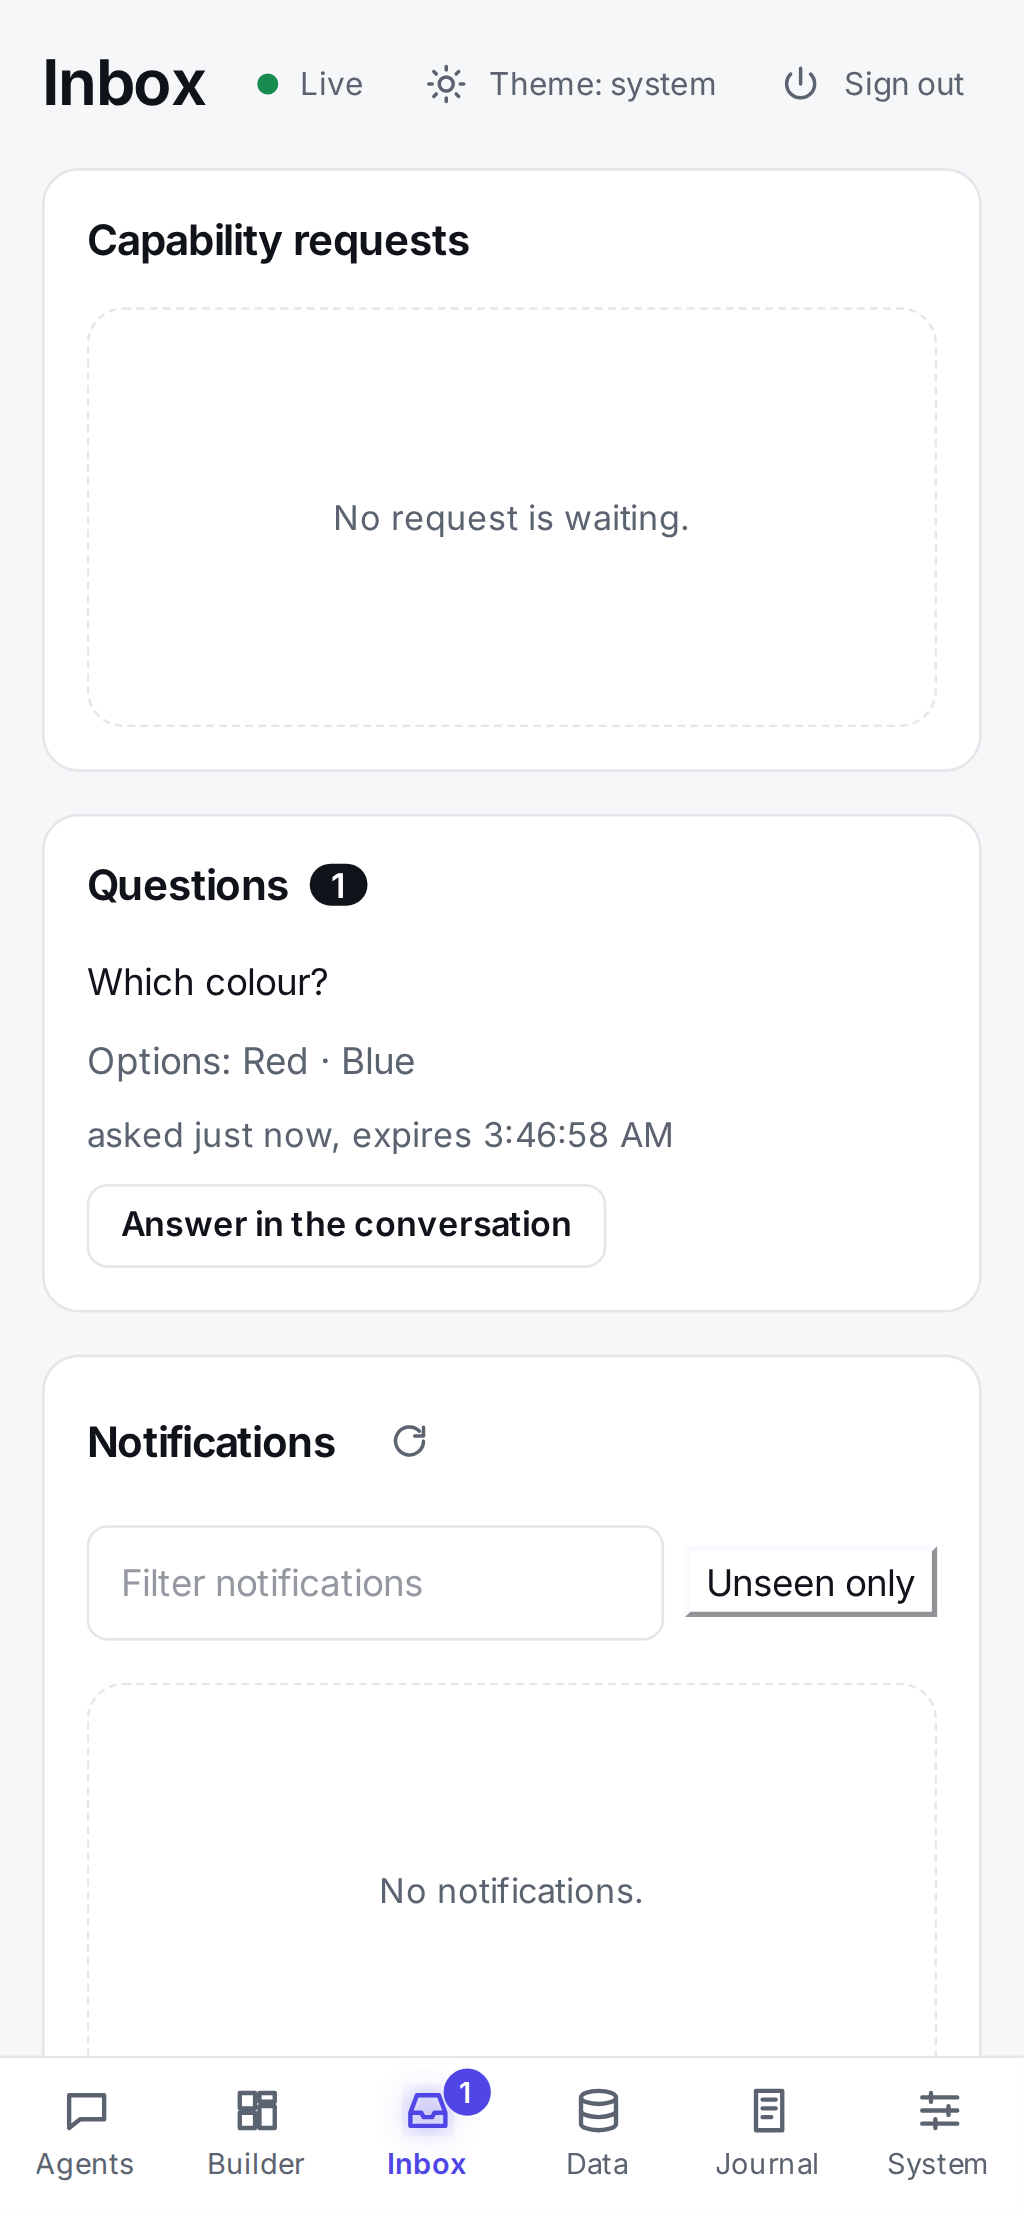 Inbox Live Theme: system Sign out
Capability requests
No request is waiting.
Questions 1
Which colour?
Options: Red · Blue
asked just now, expires 3:46:58 AM
Answer in the conversation
Notifications
Filter notifications Unseen only
No notifications.
1
Agents Builder Inbox Data Journal System